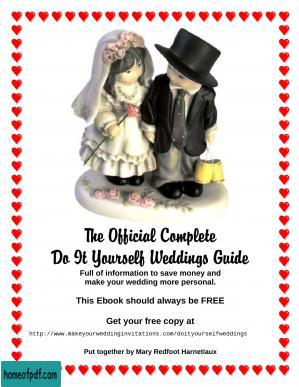 The Official Complete
Do It Yourself Weddings Guide
Full of information to save money and
make your wedding more personal.
This Ebook should always be FREE
Get your free copy at
http://www.makeyourweddinginvitations.com/doityourselfweddings
Put together by Mary Redfoot Harnetiaux
homeofpdf.com